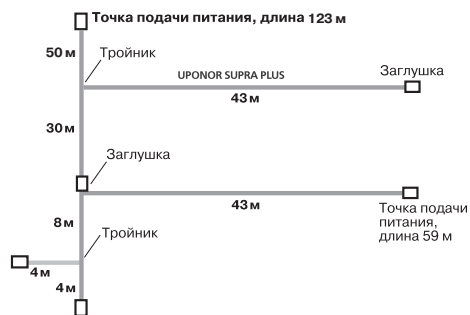 Точка подачи питания, длина 123 м
50 м
Тройник
UPONOR SUPRA PLUS
Заглушка
43 м
30 м
Заглушка
43 м
8 м
Точка подачи
питания,
длина 59 м
Тройник
4 м
4 м